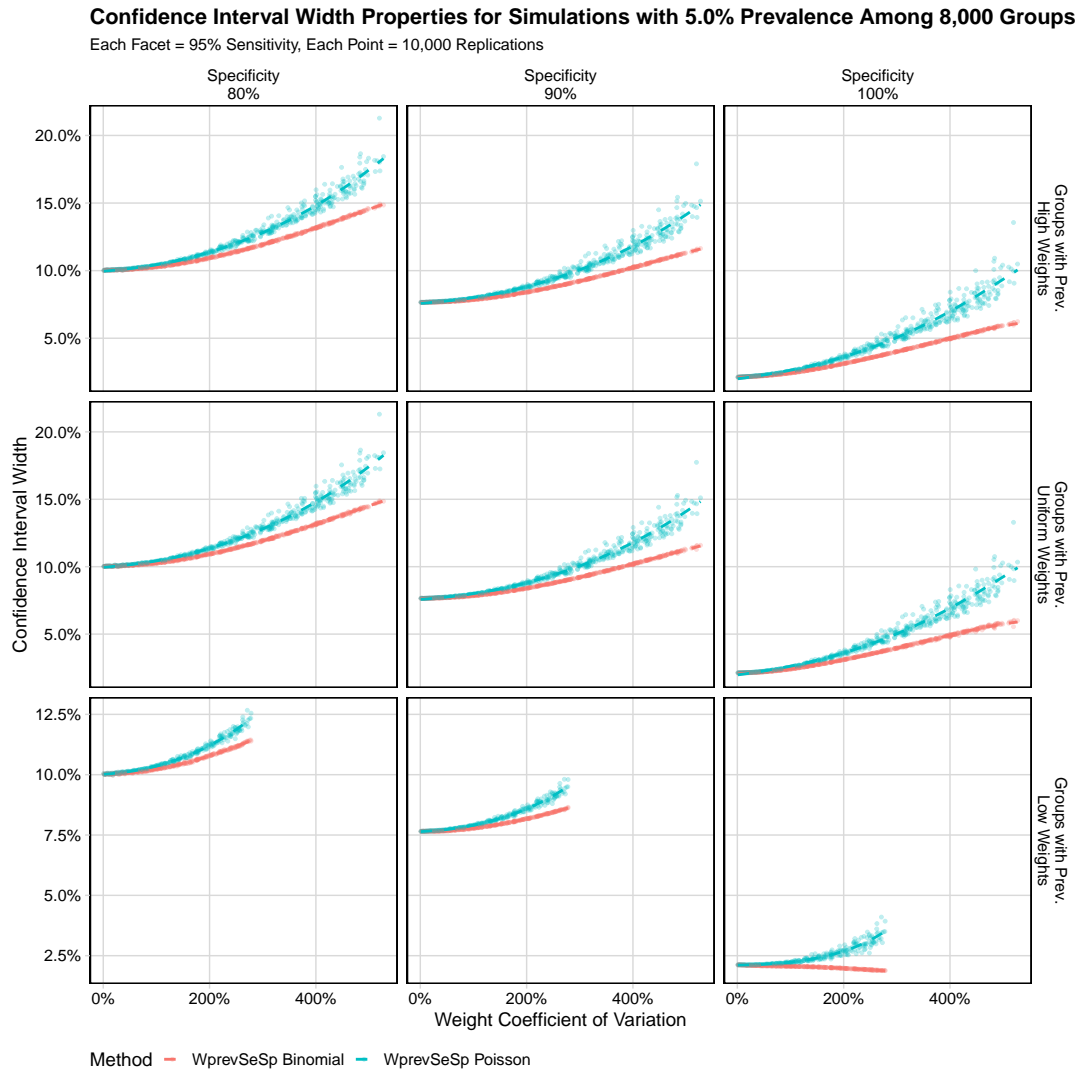 Confidence Interval Width Properties for Simulations with 5.0% Prevalence Among 8,000 Groups
Each Facet = 95% Sensitivity, Each Point = 10,000 Replications
Specificity
80%
Specificity
90%
Specificity
100%
20.0%
15.0%
10.0%
5.0%
Groups with Prev.
High Weights
20.0%
15.0%
10.0%
5.0%
Groups with Prev.
Uniform Weights
12.5%
10.0%
7.5%
5.0%
2.5%
Groups with Prev.
Low Weights
Confidence Interval Width
0% 200% 400%
0% 200% 400%
0% 200% 400%
Weight Coefficient of Variation
Method WprevSeSp Binomial WprevSeSp Poisson